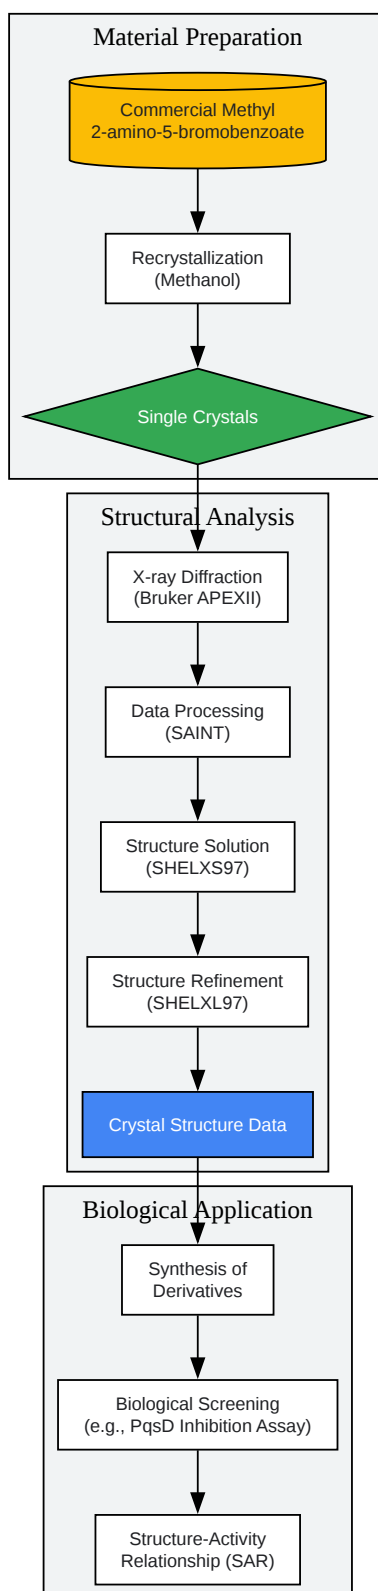 Material Preparation
Commercial Methyl
2-amino-5-bromobenzoate
Recrystallization
(Methanol)
Single Crystals
Structural Analysis
X-ray Diffraction
(Bruker APEXII)
Data Processing
(SAINT)
Structure Solution
(SHELXS97)
Structure Refinement
(SHELXL97)
Crystal Structure Data
Biological Application
Synthesis of
Derivatives
Biological Screening
(e.g., PqsD Inhibition Assay)
Structure-Activity
Relationship (SAR)